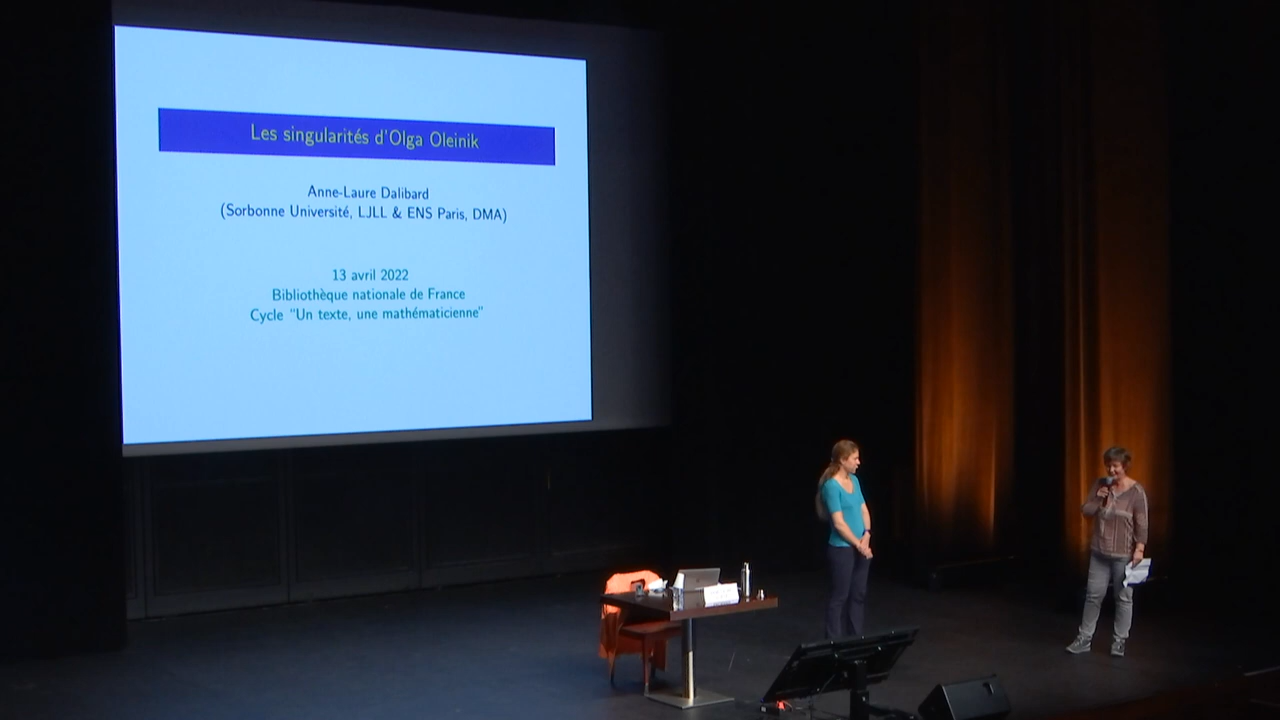 Les singularités d'Olga Oleinik
Anne-Laure Dalibard
(Sorbonne Université, LJLL & ENS Paris, DMA)
13 avril 2022
Bibliothèque nationale de France
Cycle "Un texte, une mathématicienne"